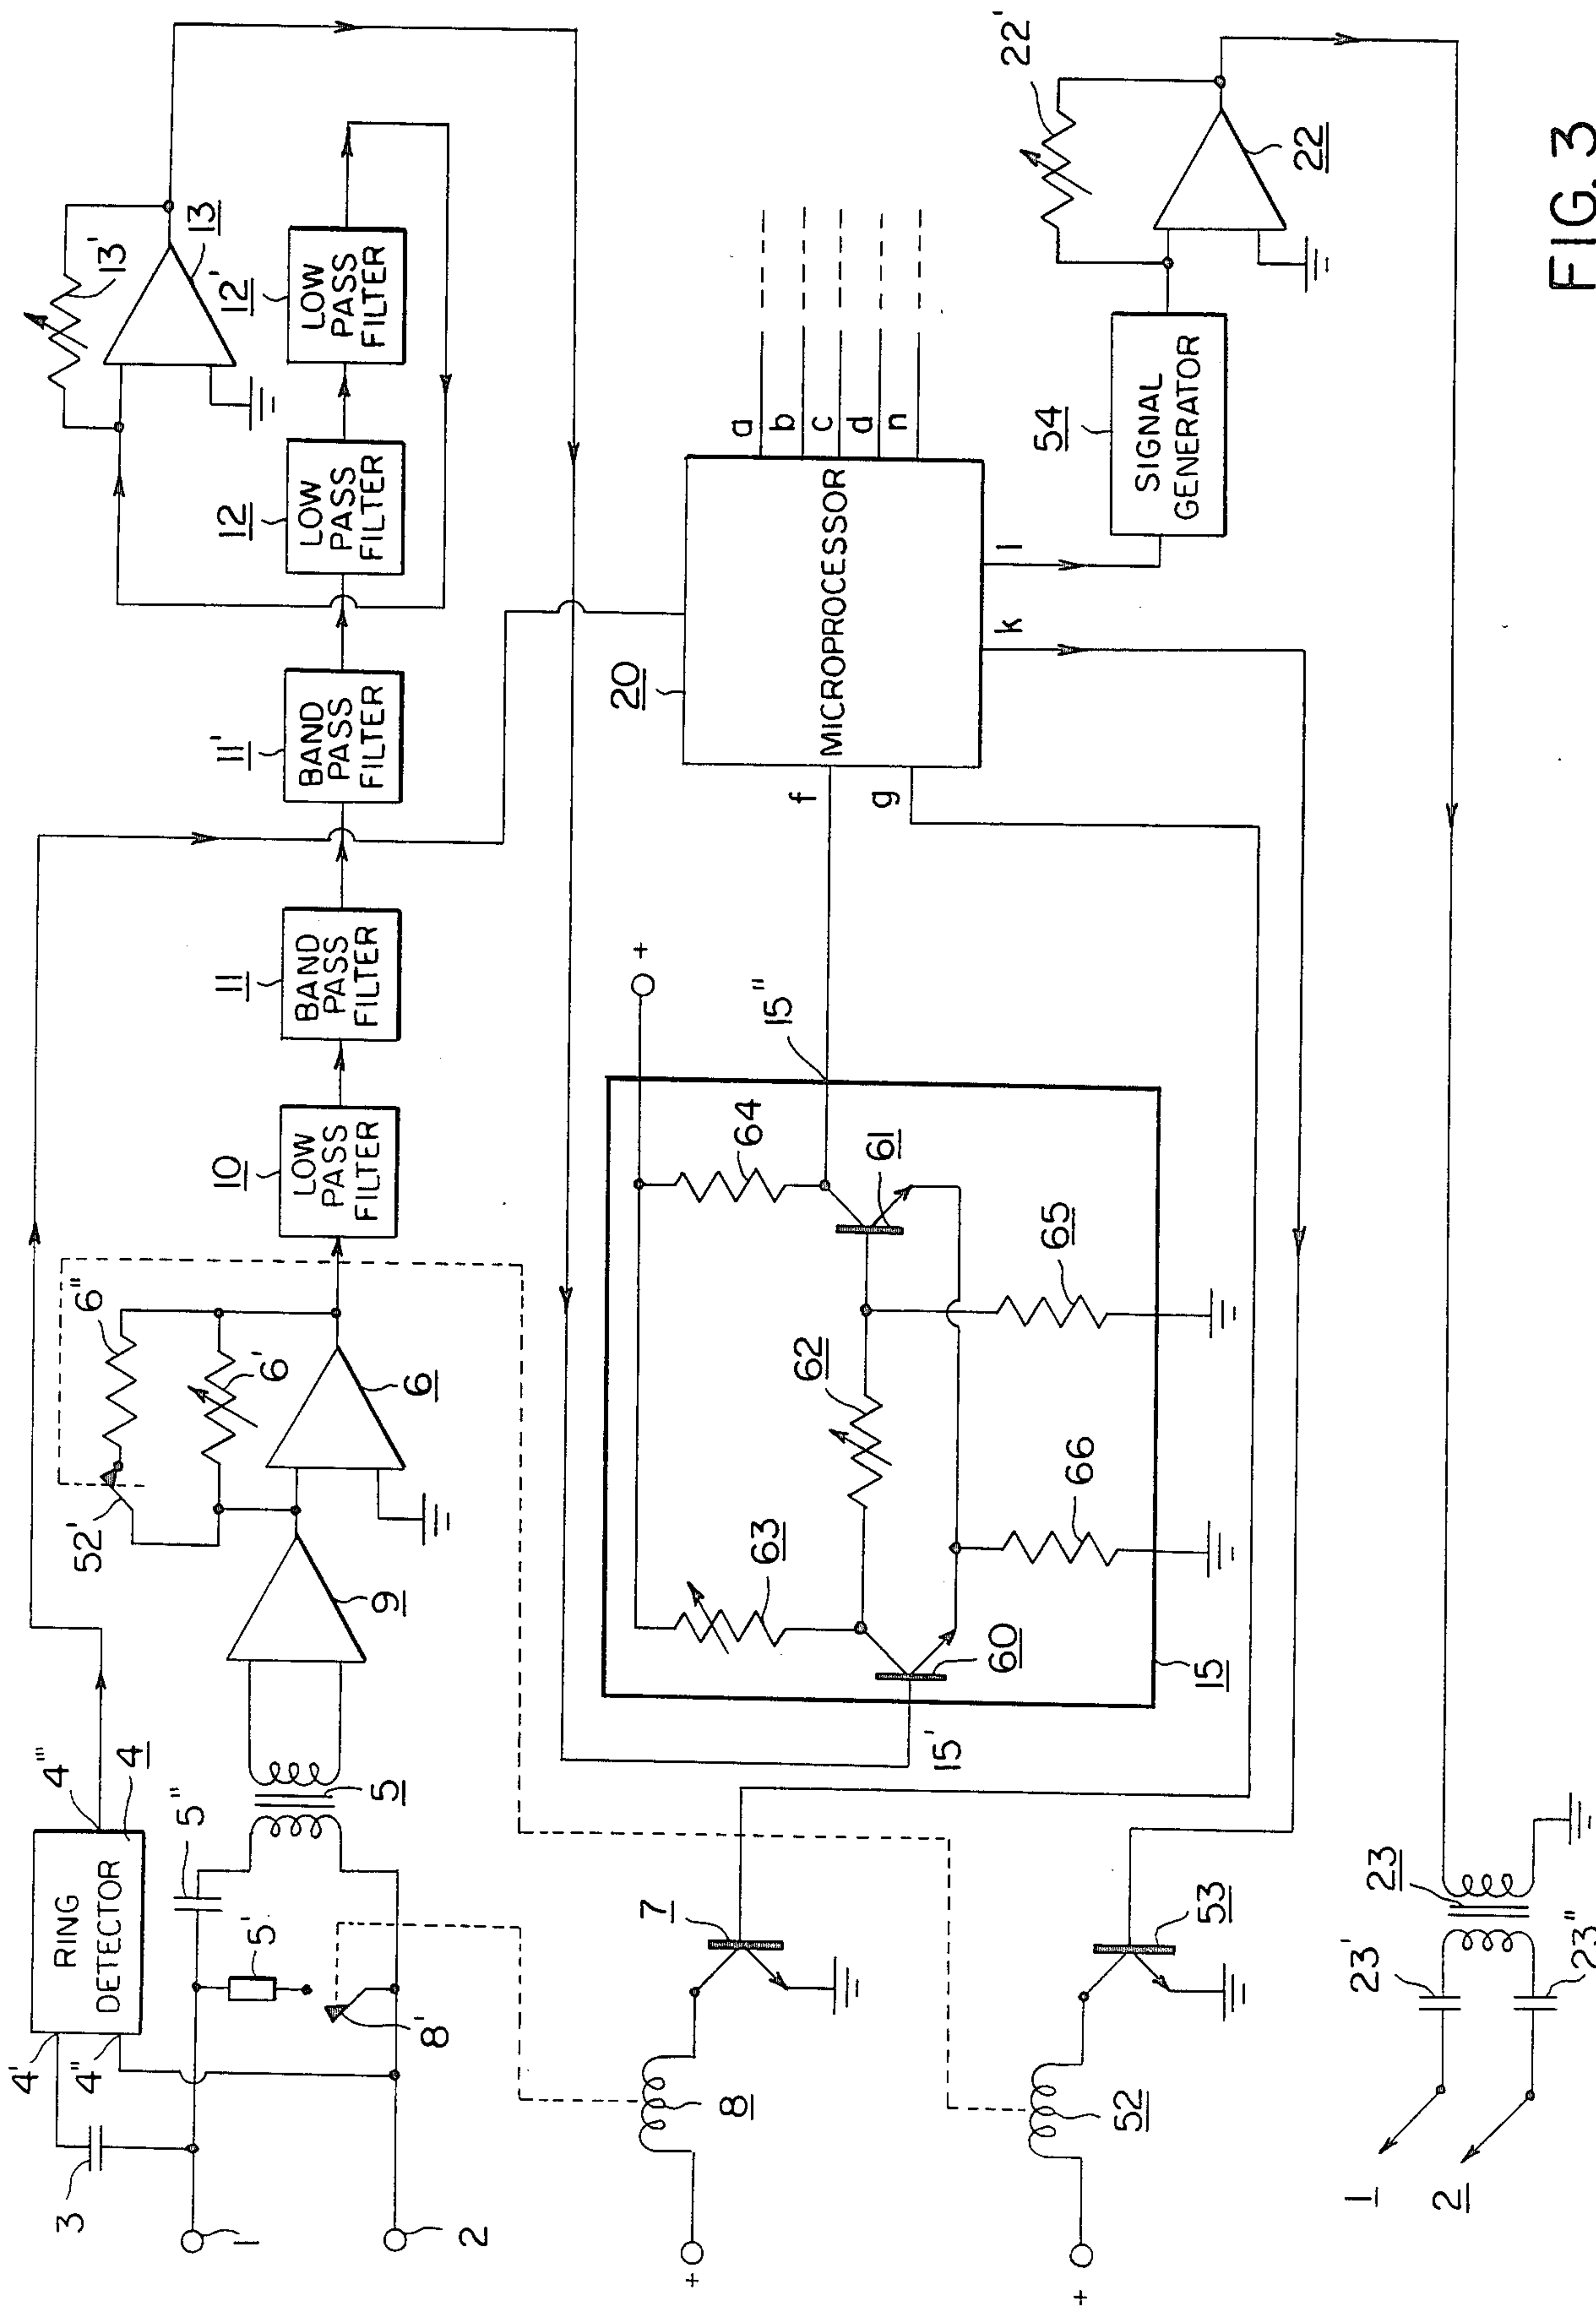 RING
DETECTOR
4'
4"
4'''
4
3
1
2
5'
5"
5
8'
9
52'
6"
6'
6
10
LOW
PASS
FILTER
11
BAND
PASS
FILTER
11'
BAND
PASS
FILTER
12
LOW
PASS
FILTER
12'
LOW
PASS
FILTER
13'
13
+
8
7
15'
15
60
63
62
61
64
65
66
15"
+
20
MICROPROCESSOR
a
b
c
d
n
f
g
k
l
+
52
53
54
SIGNAL
GENERATOR
22'
22
1
2
23'
23"
23
FIG. 3